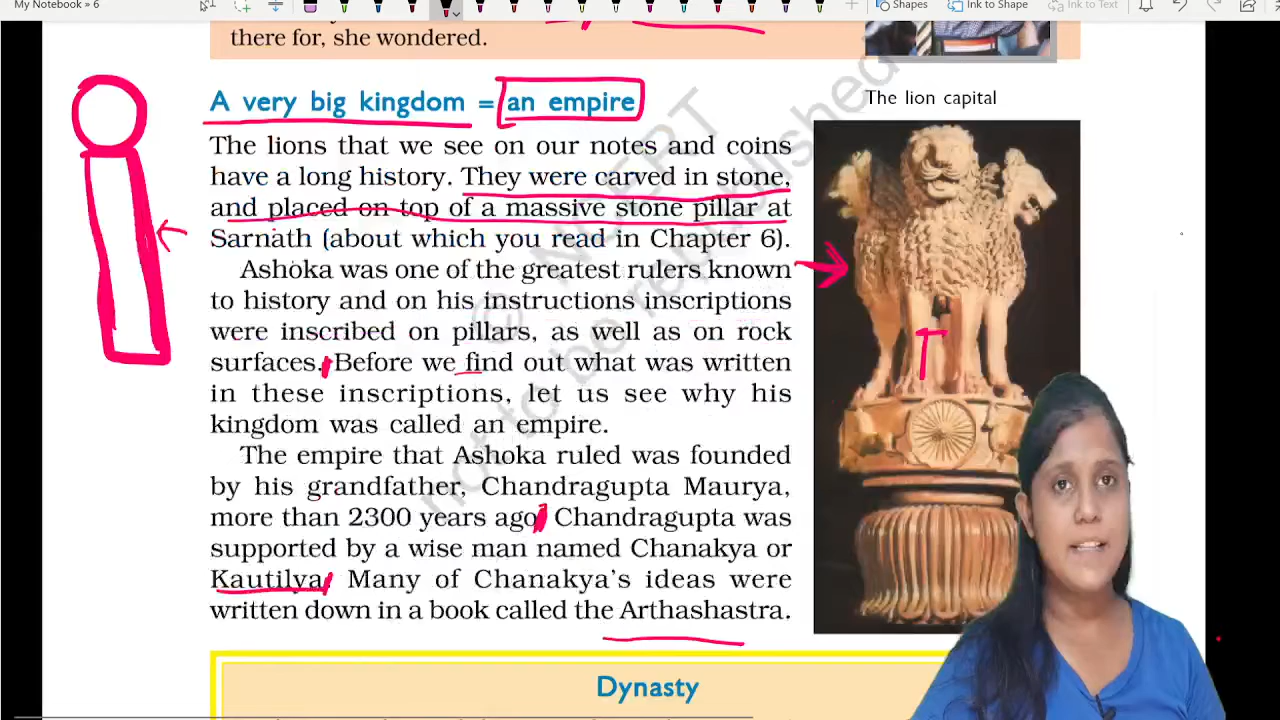 My Notebook » 6
Shapes
Ink to Shape
Ink to Text
there for, she wondered.
A very big kingdom = an empire
The lion capital
The lions that we see on our notes and coins
have a long history. They were carved in stone,
and placed on top of a massive stone pillar at
Sarnath (about which you read in Chapter 6).
Ashoka was one of the greatest rulers known
to history and on his instructions inscriptions
were inscribed on pillars, as well as on rock
surfaces. Before we find out what was written
in these inscriptions, let us see why his
kingdom was called an empire.
The empire that Ashoka ruled was founded
by his grandfather, Chandragupta Maurya,
more than 2300 years ago. Chandragupta was
supported by a wise man named Chanakya or
Kautilya. Many of Chanakya's ideas were
written down in a book called the Arthashastra.
© NCERT
not to be republished
Dynasty